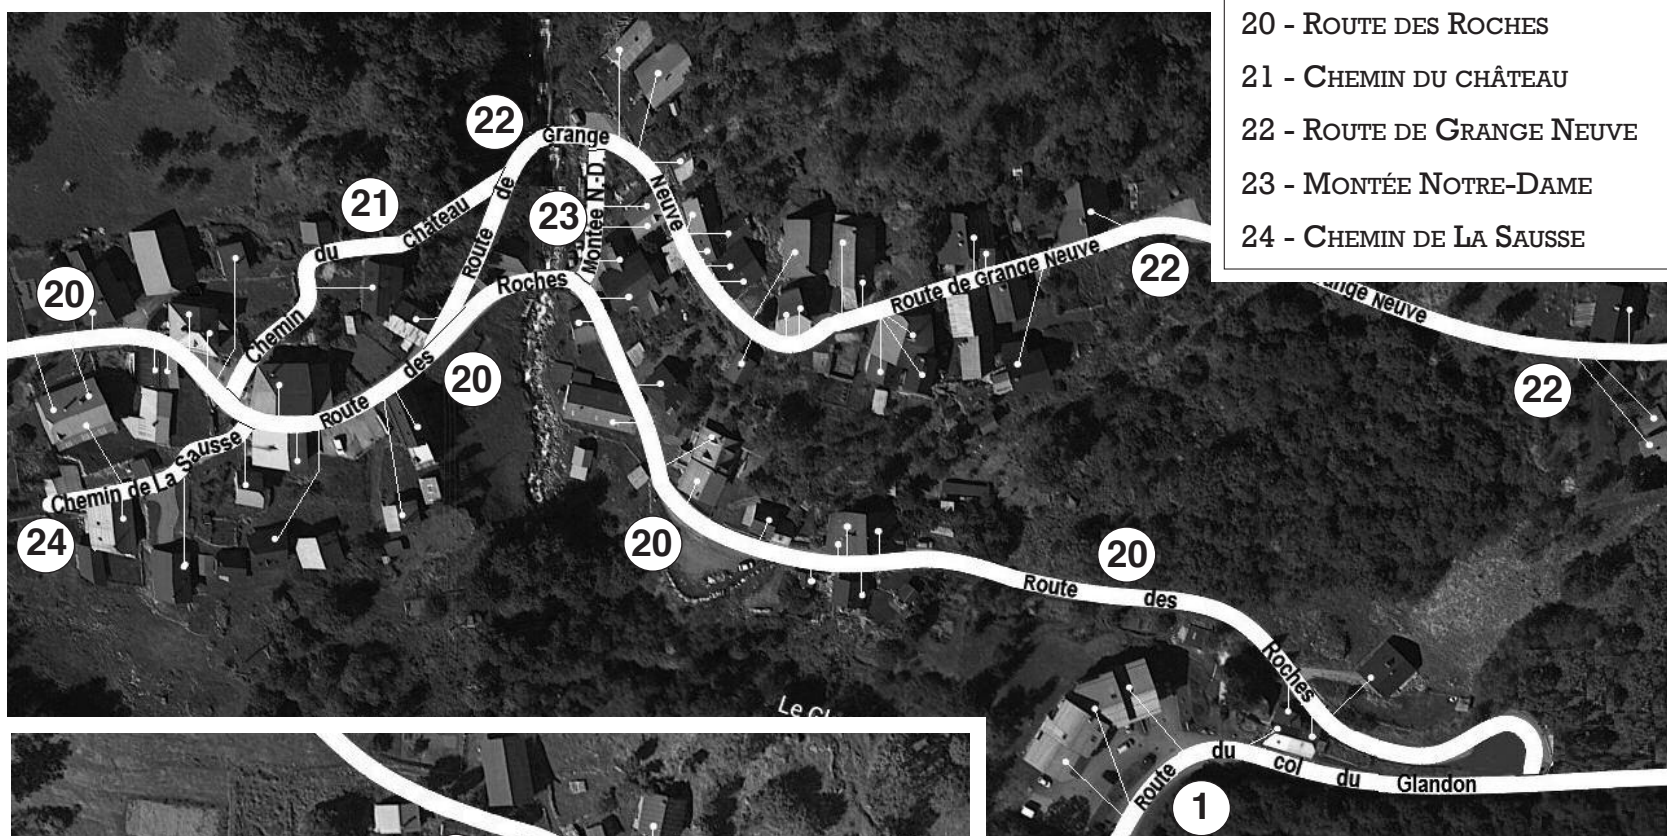 20 - Route des Roches
21 - Chemin du château
22 - Route de Grange Neuve
23 - Montée Notre-Dame
24 - Chemin de La Sausse
22
Grange
Neuve
Route de
21
du Château
Chemin
23
Montée N.-D.
Roches
20
Route de Grange Neuve
22
Grange Neuve
22
Route des
20
Chemin de La Sausse
24
20
20
Route des
Roches
Le
Route du col du Glandon
1